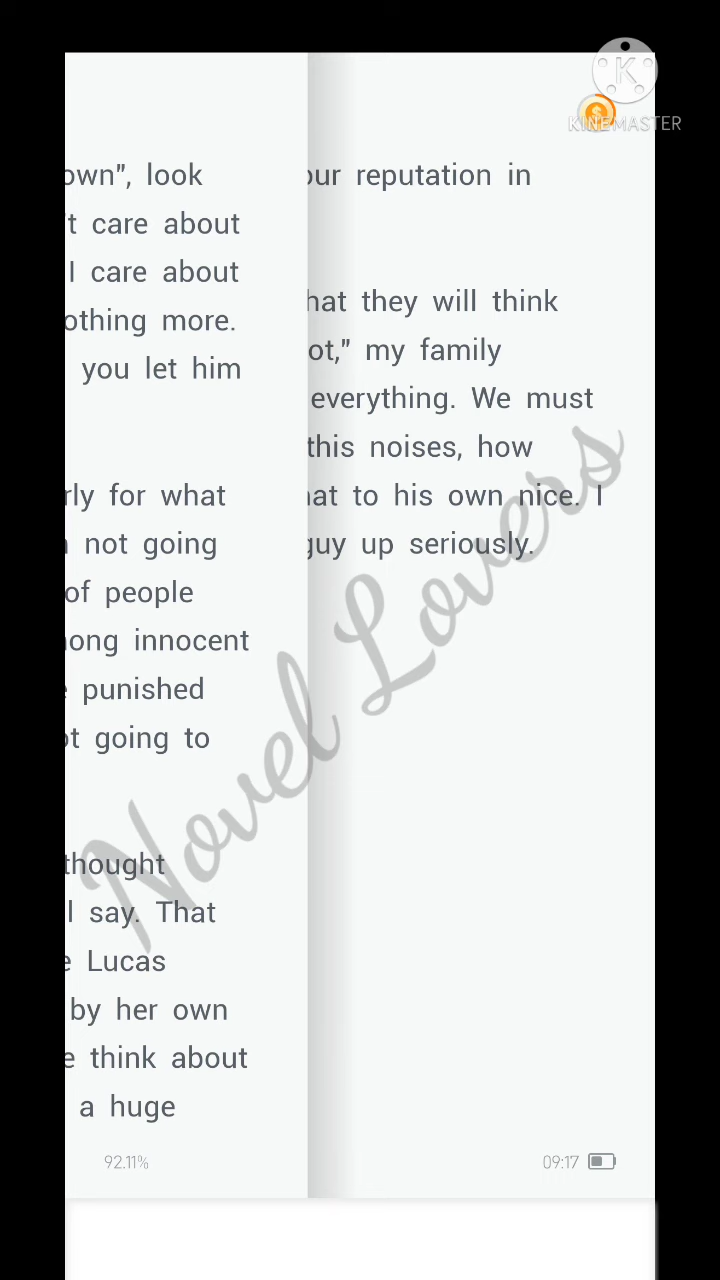 KINEMASTER
own", look
't care about
I care about
othing more.
you let him
rly for what
not going
of people
mong innocent
punished
ot going to
thought
I say. That
e Lucas
by her own
e think about
a huge
92.11%
our reputation in
hat they will think
ot," my family
everything. We must
this noises, how
hat to his own nice. I
guy up seriously.
09:17
Novel Lovers